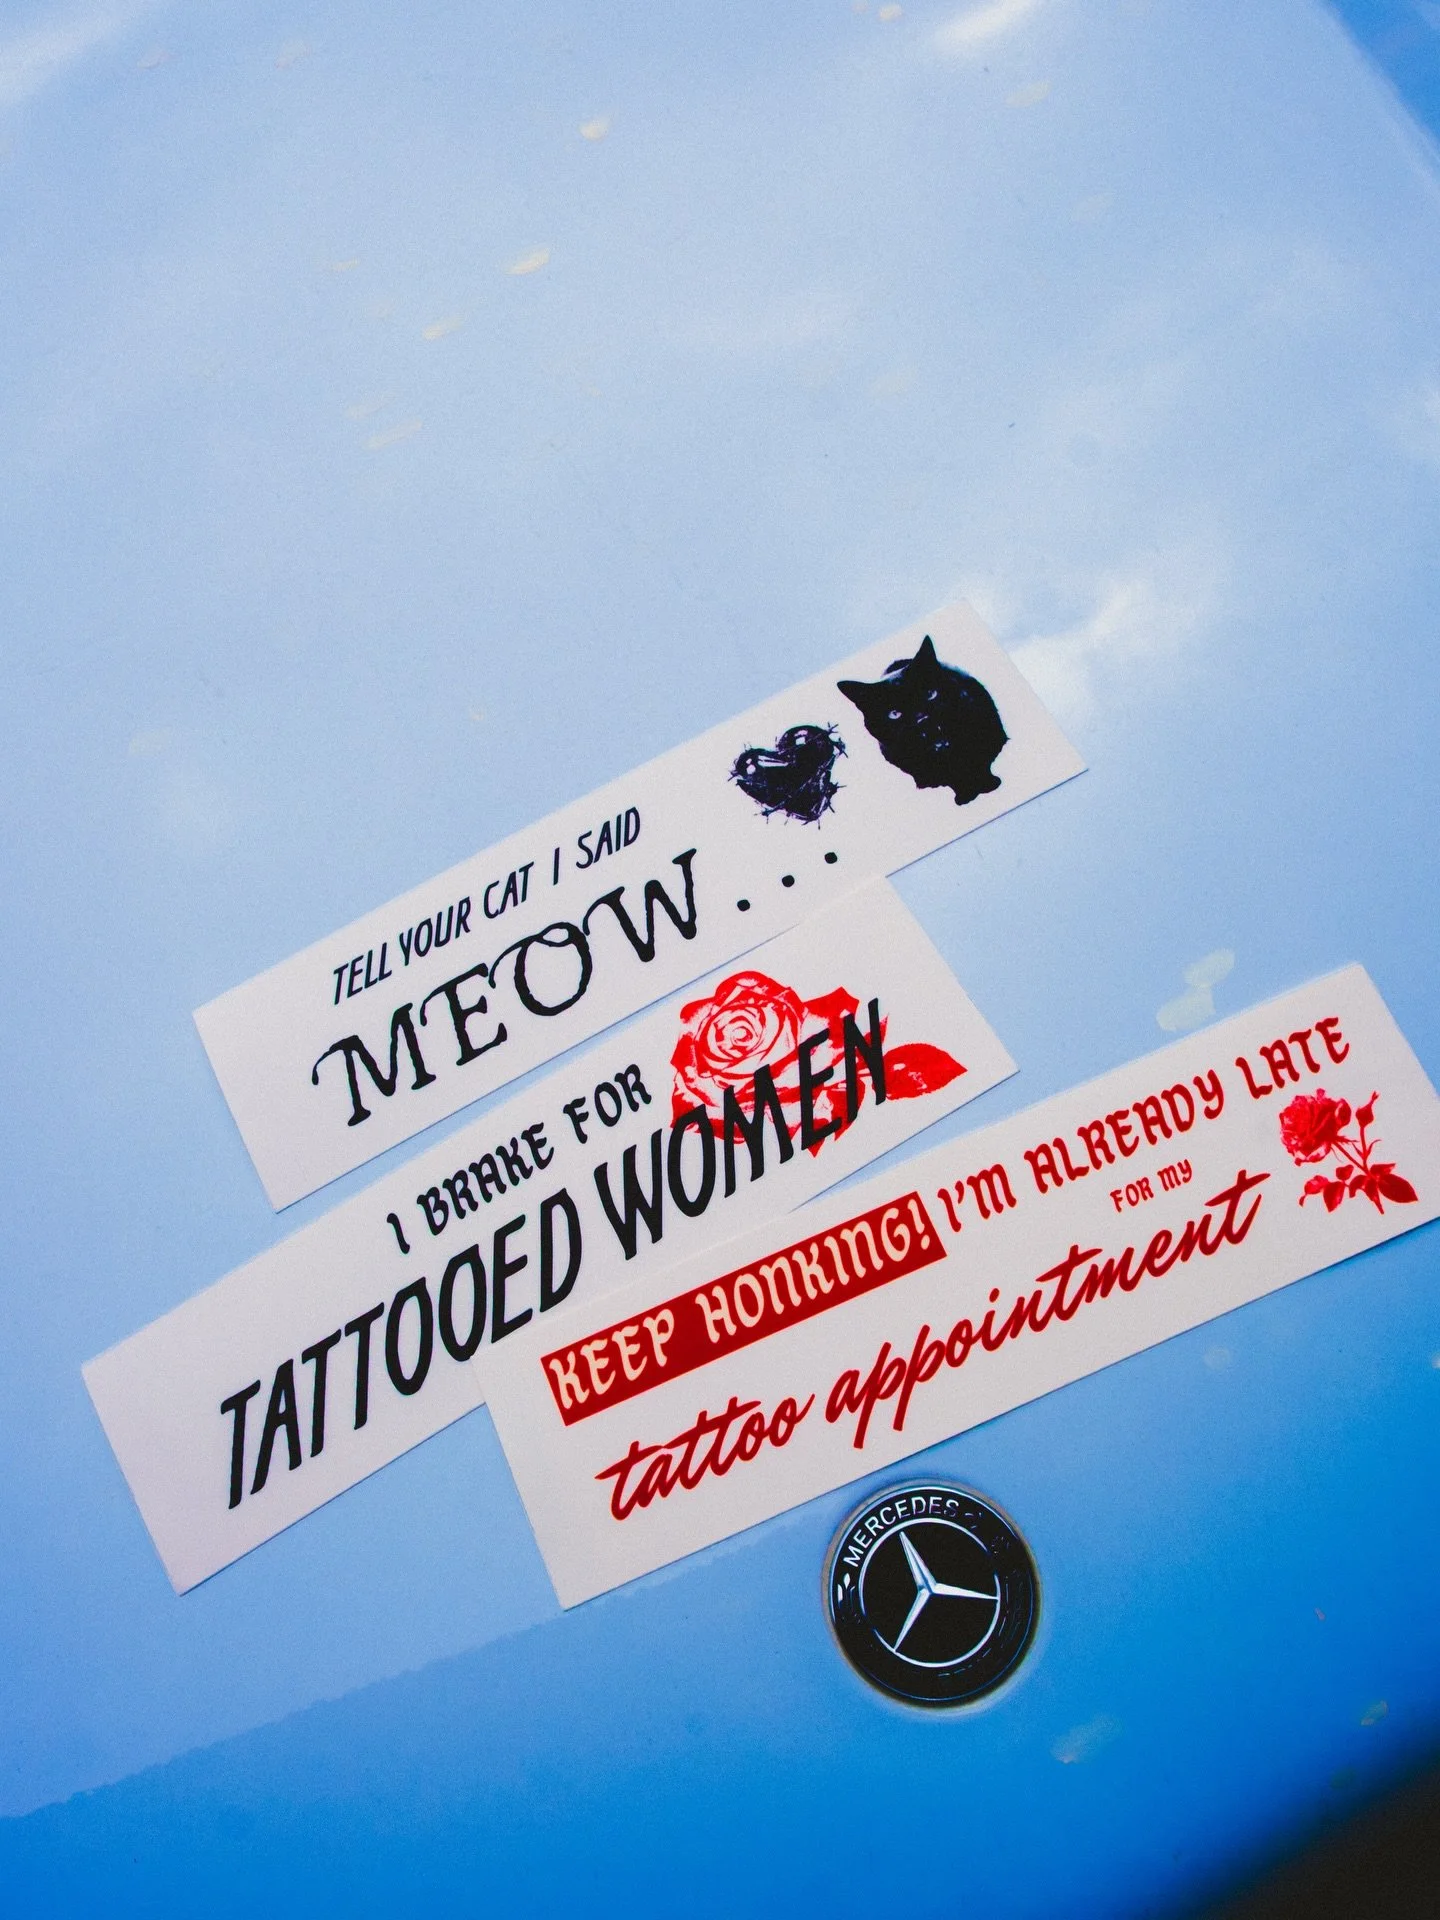 TELL YOUR CAT I SAID
MEOW...
I BRAKE FOR
TATTOOED WOMEN
KEEP HONKING! I'M ALREADY LATE
FOR MY
tattoo appointment
MERCEDES